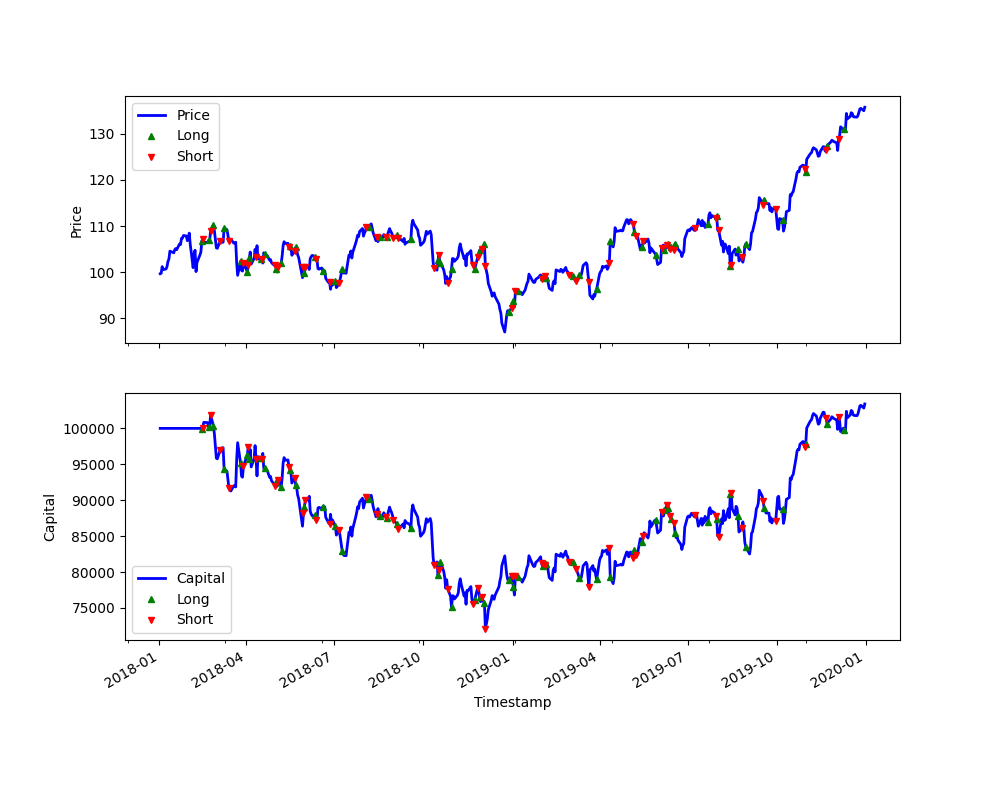 Price
Long
Short
130
120
110
100
90
Price
100000
95000
90000
85000
80000
75000
Capital
Capital
Long
Short
2018-01
2018-04
2018-07
2018-10
2019-01
2019-04
2019-07
2019-10
2020-01
Timestamp